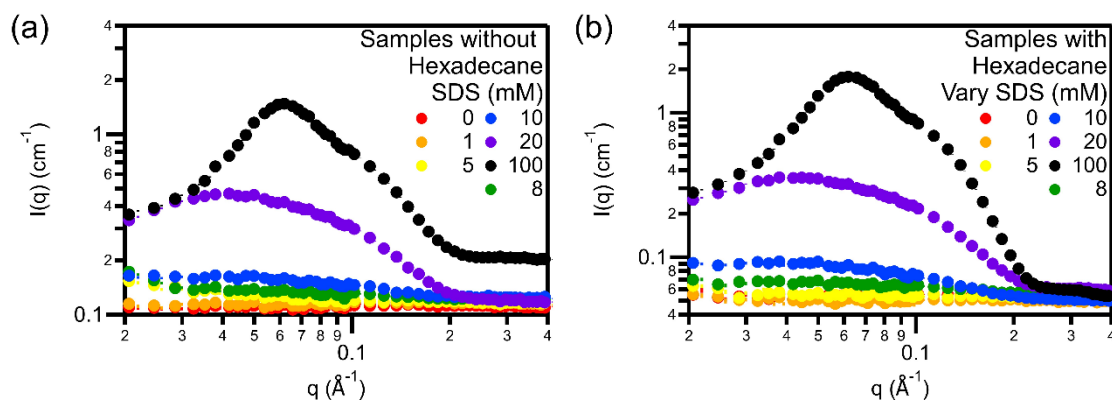 (a)
Samples without
Hexadecane
SDS (mM)
0 10
1 20
5 100
8
4
2
1
8
6
4
2
0.1
I(q) (cm⁻¹)
2 3 4 5 6 7 8 9 0.1 2 3 4
q (Å⁻¹)
(b)
Samples with
Hexadecane
Vary SDS (mM)
0 10
1 20
5 100
8
4
2
1
8
6
4
2
0.1
8
6
4
I(q) (cm⁻¹)
2 3 4 5 6 7 8 9 0.1 2 3 4
q (Å⁻¹)